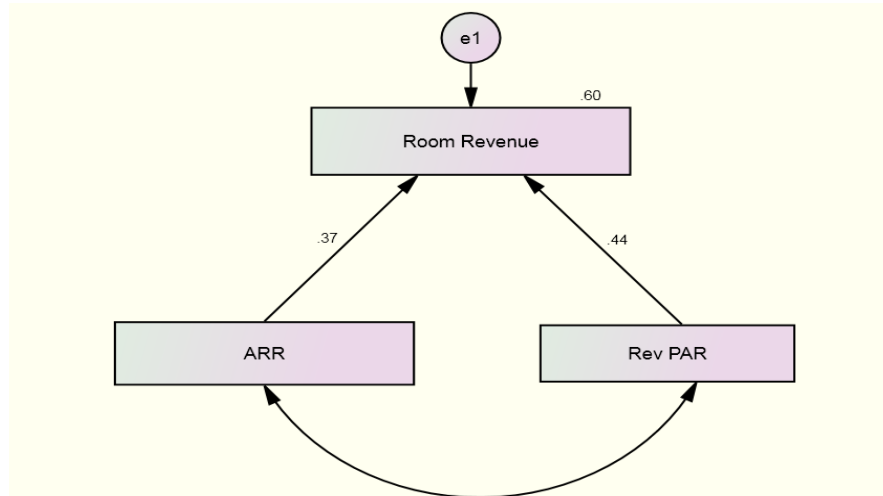 e1
.60
Room Revenue
.37
.44
ARR
Rev PAR